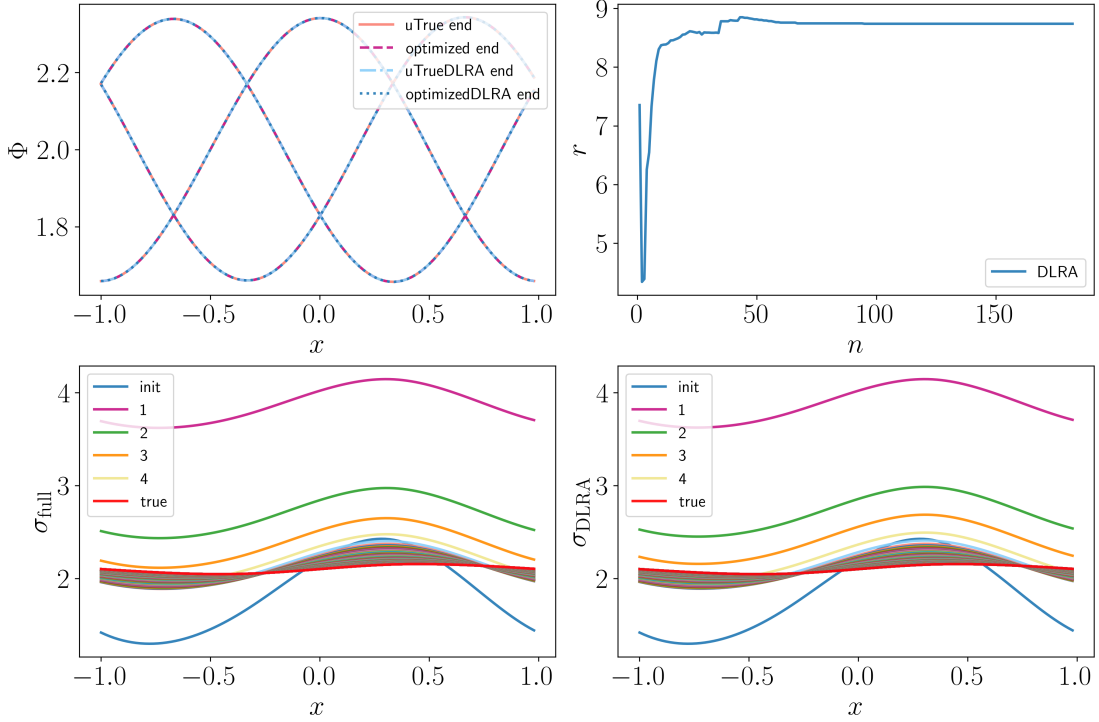 Φ
2.2
2.0
1.8
uTrue end
optimized end
uTrueDLRA end
optimizedDLRA end
−1.0 −0.5 0.0 0.5 1.0
x
r
9
8
7
6
5
DLRA
0 50 100 150
n
σfull
4
3
2
init
1
2
3
4
true
−1.0 −0.5 0.0 0.5 1.0
x
σDLRA
4
3
2
init
1
2
3
4
true
−1.0 −0.5 0.0 0.5 1.0
x